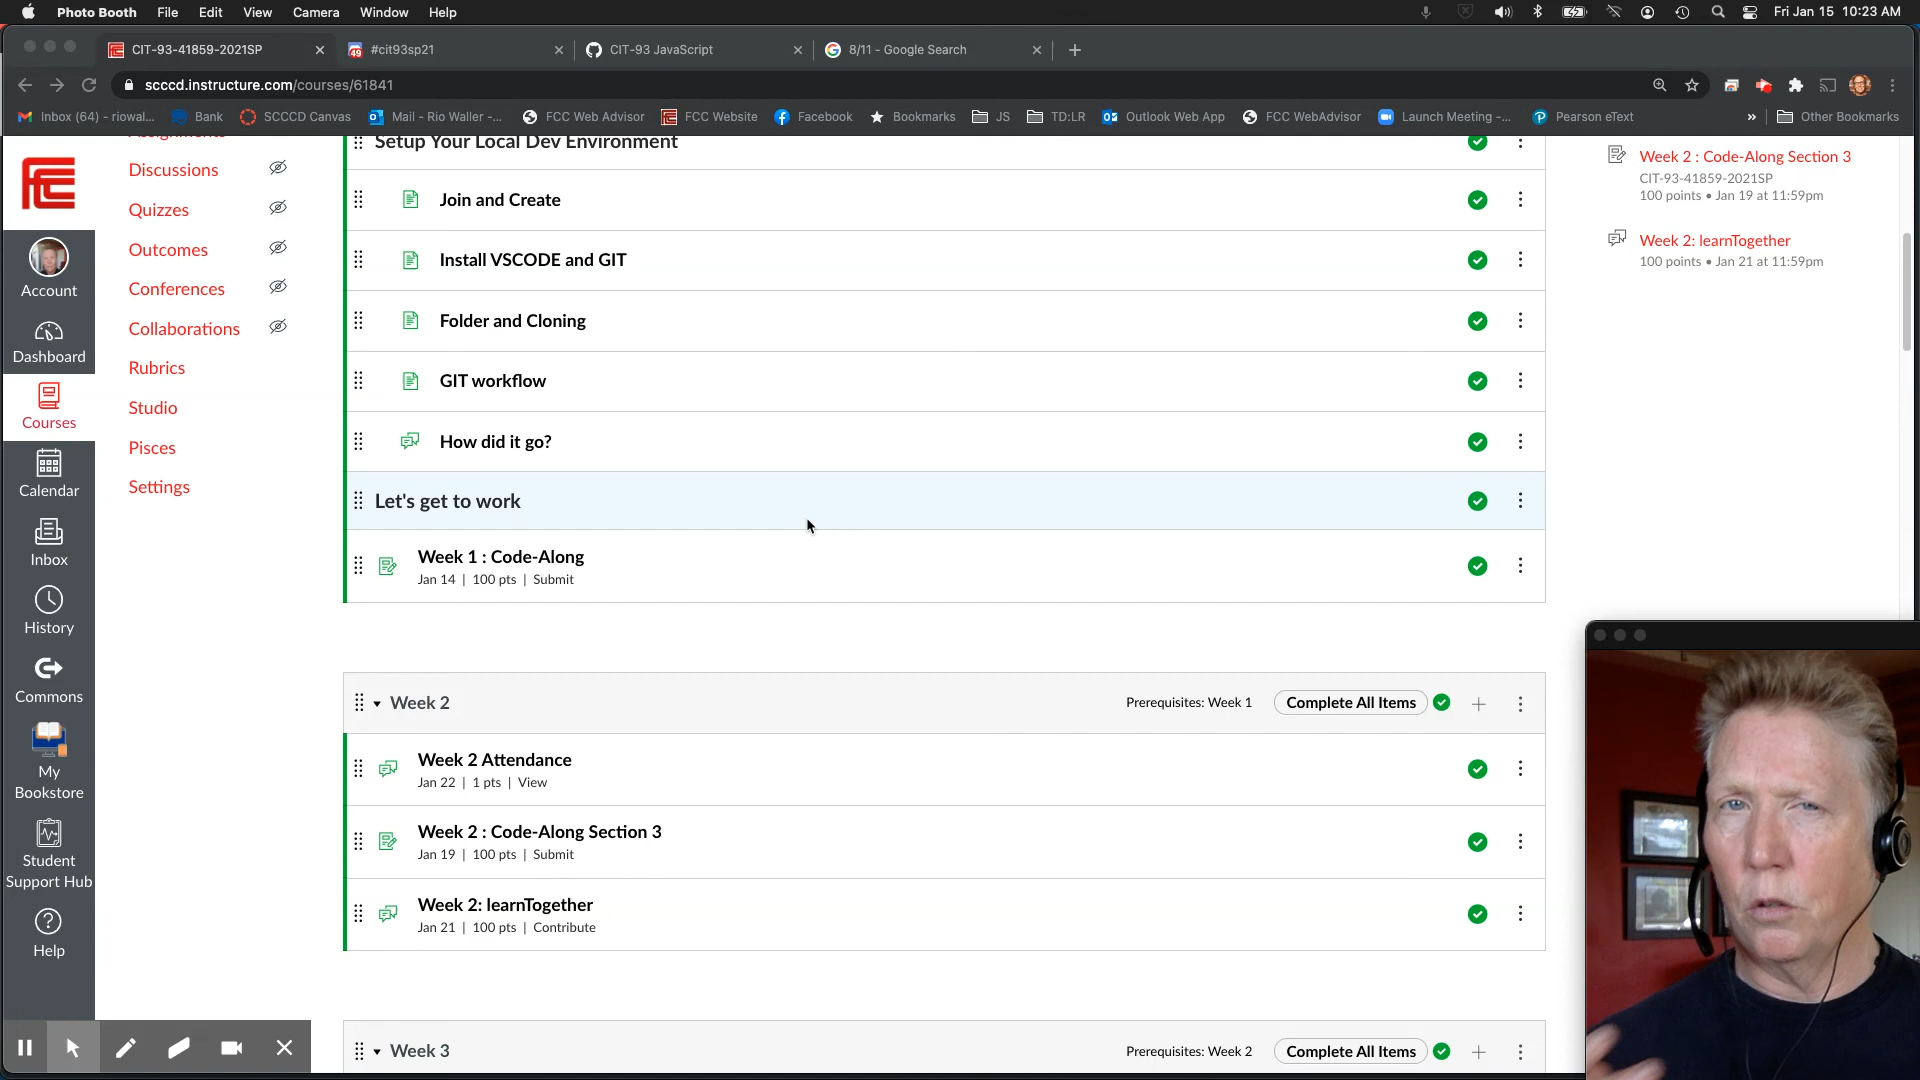 Photo Booth File Edit View Camera Window Help Fri Jan 15 10:23 AM
CIT-93-41859-2021SP #cit93sp21 CIT-93 JavaScript 8/11 - Google Search
49
scccd.instructure.com/courses/61841
Inbox (64) - riowal... Bank SCCCD Canvas Mail - Rio Waller -... FCC Web Advisor FCC Website Facebook Bookmarks JS TD:LR Outlook Web App FCC WebAdvisor Launch Meeting -... Pearson eText » Other Bookmarks
FCC
Account
Dashboard
Courses
Calendar
Inbox
History
Commons
My
Bookstore
Student
Support Hub
Help
Assignments
Discussions
Quizzes
Outcomes
Conferences
Collaborations
Rubrics
Studio
Pisces
Settings
Setup Your Local Dev Environment
Join and Create
Install VSCODE and GIT
Folder and Cloning
GIT workflow
How did it go?
Let's get to work
Week 1 : Code-Along
Jan 14 | 100 pts | Submit
Week 2 Prerequisites: Week 1 Complete All Items
Week 2 Attendance
Jan 22 | 1 pts | View
Week 2 : Code-Along Section 3
Jan 19 | 100 pts | Submit
Week 2: learnTogether
Jan 21 | 100 pts | Contribute
Week 3 Prerequisites: Week 2 Complete All Items
Week 2 : Code-Along Section 3
CIT-93-41859-2021SP
100 points • Jan 19 at 11:59pm
Week 2: learnTogether
100 points • Jan 21 at 11:59pm